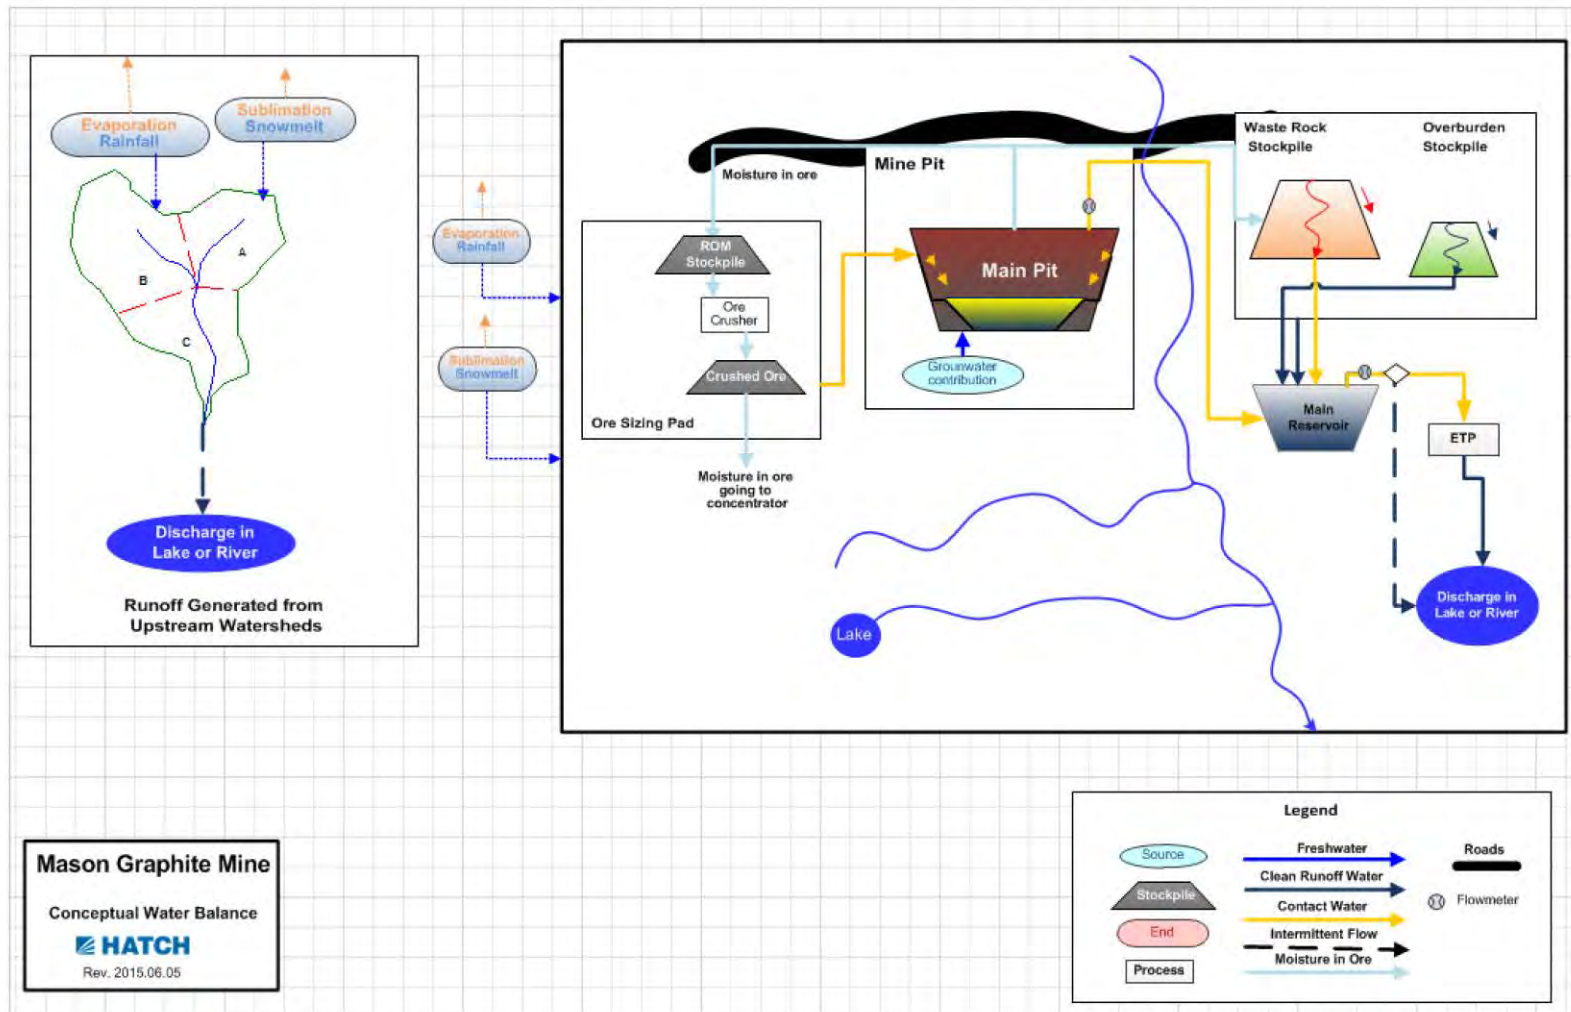 Evaporation
Rainfall
Sublimation
Snowmelt
A
B
C
Discharge in
Lake or River
Runoff Generated from
Upstream Watersheds
Evaporation
Rainfall
Sublimation
Snowmelt
Moisture in ore
ROM
Stockpile
Ore
Crusher
Crushed Ore
Ore Sizing Pad
Moisture in ore
going to
concentrator
Mine Pit
Main Pit
Grounwater
contribution
Waste Rock
Stockpile
Overburden
Stockpile
Main
Reservoir
ETP
Discharge in
Lake or River
Lake
Mason Graphite Mine
Conceptual Water Balance
HATCH
Rev. 2015.06.05
Legend
Source
Stockpile
End
Process
Freshwater
Clean Runoff Water
Contact Water
Intermittent Flow
Moisture in Ore
Roads
Flowmeter